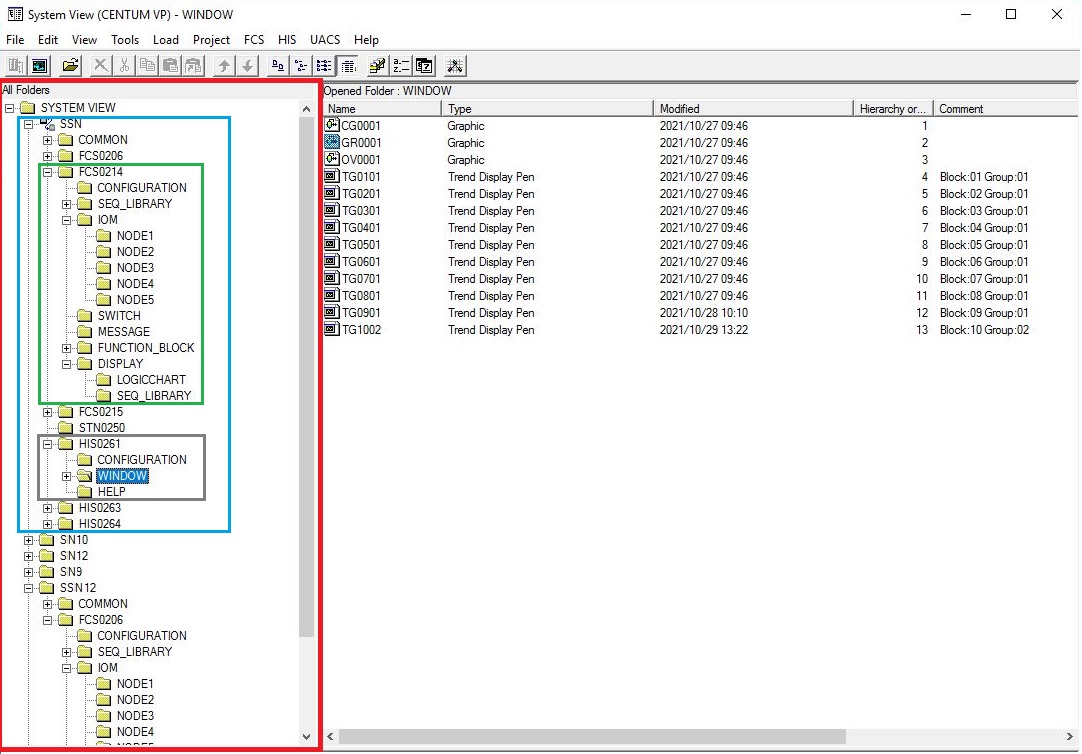 System View (CENTUM VP) - WINDOW
File Edit View Tools Load Project FCS HIS UACS Help
All Folders
SYSTEM VIEW
SSN
COMMON
FCS0206
FCS0214
CONFIGURATION
SEQ_LIBRARY
IOM
NODE1
NODE2
NODE3
NODE4
NODE5
SWITCH
MESSAGE
FUNCTION_BLOCK
DISPLAY
LOGICCHART
SEQ_LIBRARY
FCS0215
STN0250
HIS0261
CONFIGURATION
WINDOW
HELP
HIS0263
HIS0264
SN10
SN12
SN9
SSN12
COMMON
FCS0206
CONFIGURATION
SEQ_LIBRARY
IOM
NODE1
NODE2
NODE3
NODE4
Opened Folder : WINDOW
Name Type Modified Hierarchy or... Comment
CG0001 Graphic 2021/10/27 09:46 1
GR0001 Graphic 2021/10/27 09:46 2
OV0001 Graphic 2021/10/27 09:46 3
TG0101 Trend Display Pen 2021/10/27 09:46 4 Block:01 Group:01
TG0201 Trend Display Pen 2021/10/27 09:46 5 Block:02 Group:01
TG0301 Trend Display Pen 2021/10/27 09:46 6 Block:03 Group:01
TG0401 Trend Display Pen 2021/10/27 09:46 7 Block:04 Group:01
TG0501 Trend Display Pen 2021/10/27 09:46 8 Block:05 Group:01
TG0601 Trend Display Pen 2021/10/27 09:46 9 Block:06 Group:01
TG0701 Trend Display Pen 2021/10/27 09:46 10 Block:07 Group:01
TG0801 Trend Display Pen 2021/10/27 09:46 11 Block:08 Group:01
TG0901 Trend Display Pen 2021/10/28 10:10 12 Block:09 Group:01
TG1002 Trend Display Pen 2021/10/29 13:22 13 Block:10 Group:02